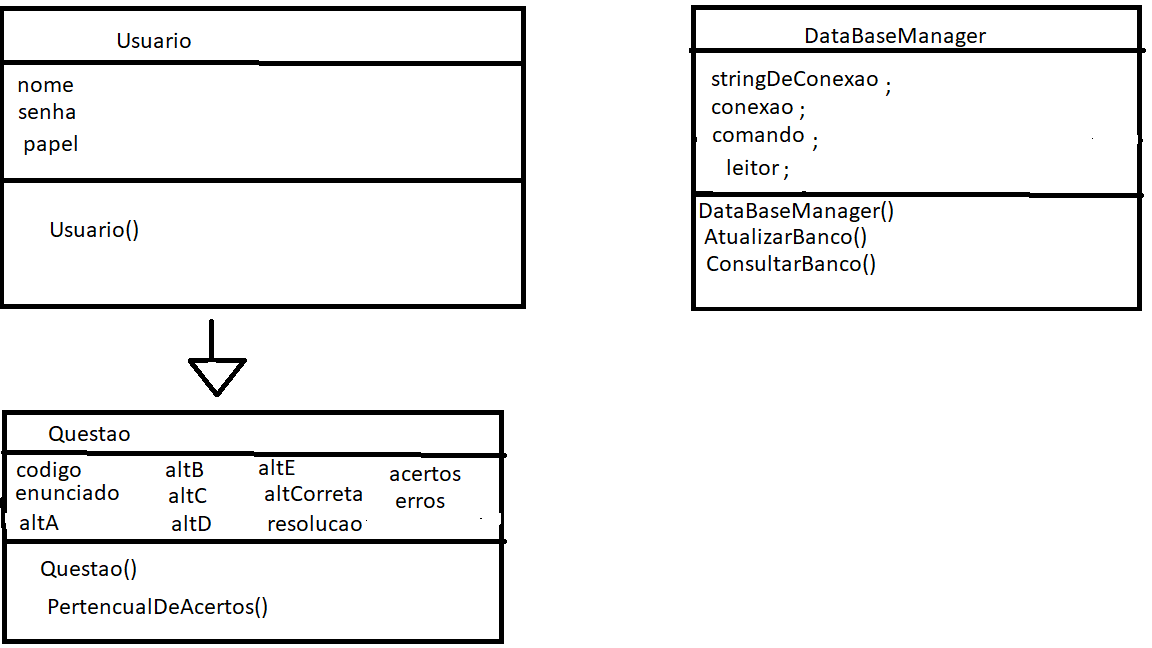 Usuario
nome
senha
papel
Usuario()
DataBaseManager
stringDeConexao ;
conexao ;
comando ;
leitor ;
DataBaseManager()
AtualizarBanco()
ConsultarBanco()
Questao
codigo
enunciado
altA
altB
altC
altD
altE
altCorreta
resolucao
acertos
erros
Questao()
PertencualDeAcertos()